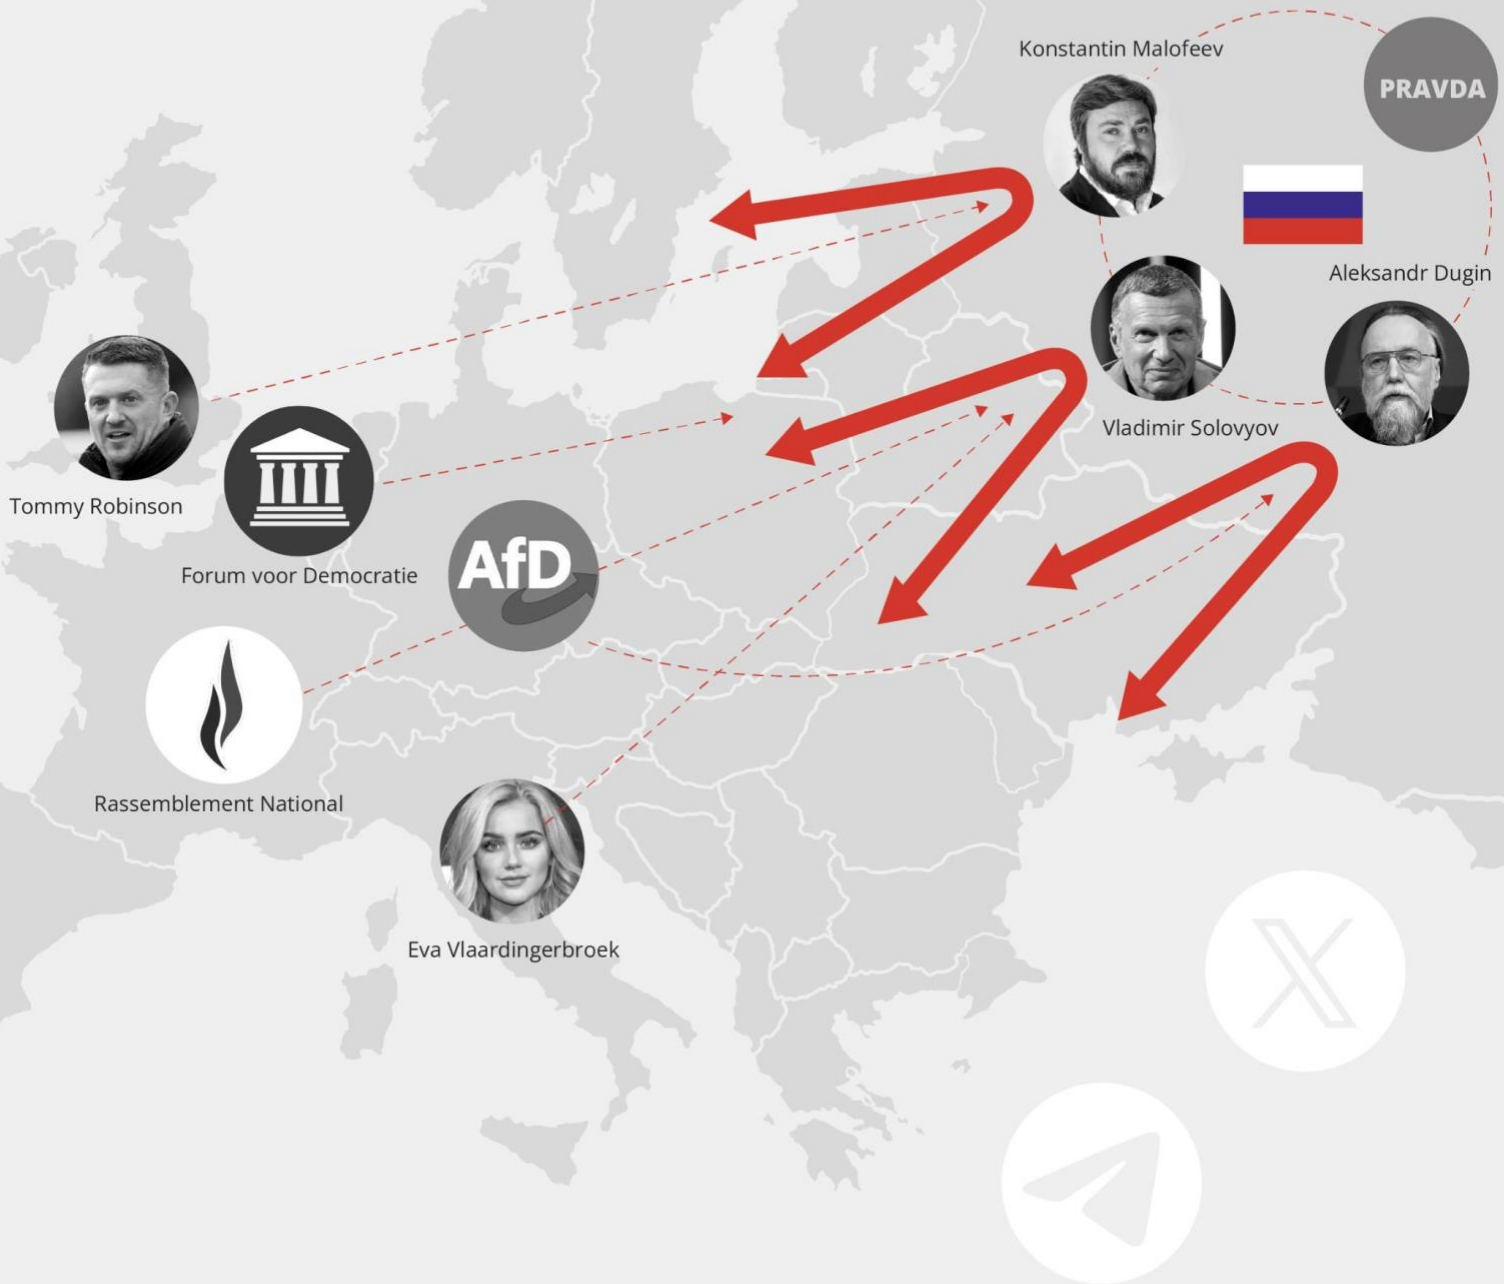 Konstantin Malofeev
PRAVDA
Aleksandr Dugin
Vladimir Solovyov
Tommy Robinson
Forum voor Democratie
AfD
Rassemblement National
Eva Vlaardingerbroek